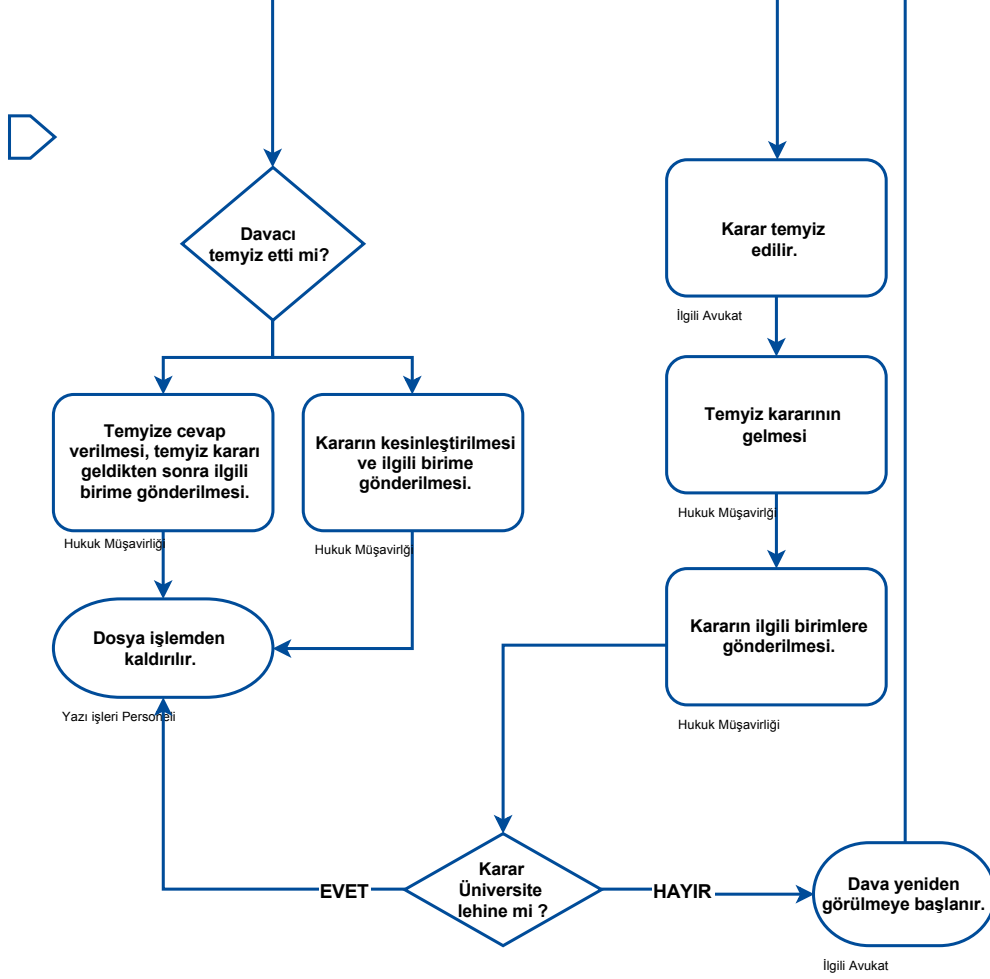 Davacı
temyiz etti mi?
Karar temyiz
edilir.
İlgili Avukat
Temyize cevap
verilmesi, temyiz kararı
geldikten sonra ilgili
birime gönderilmesi.
Hukuk Müşavirliği
Kararın kesinleştirilmesi
ve ilgili birime
gönderilmesi.
Hukuk Müşavirlği
Temyiz kararının
gelmesi
Hukuk Müşavirlği
Dosya işlemden
kaldırılır.
Yazı işleri Personeli
Kararın ilgili birimlere
gönderilmesi.
Hukuk Müşavirliği
Karar
Üniversite
lehine mi ?
EVET
HAYIR
Dava yeniden
görülmeye başlanır.
İlgili Avukat